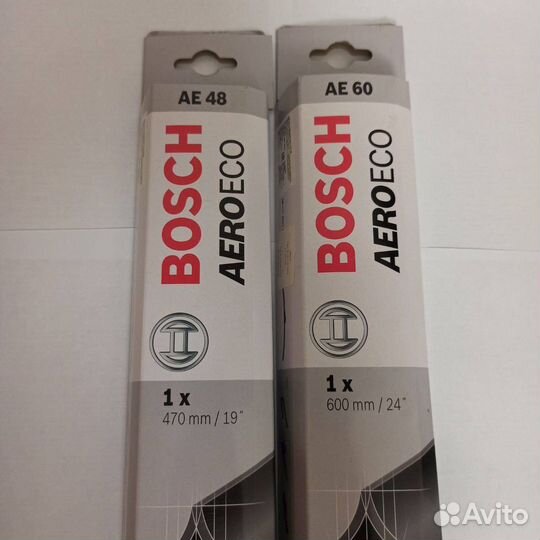 AE 48
BOSCH
AEROECO
1 x
470 mm / 19"
AE 60
BOSCH
AEROECO
1 x
600 mm / 24"
Avito